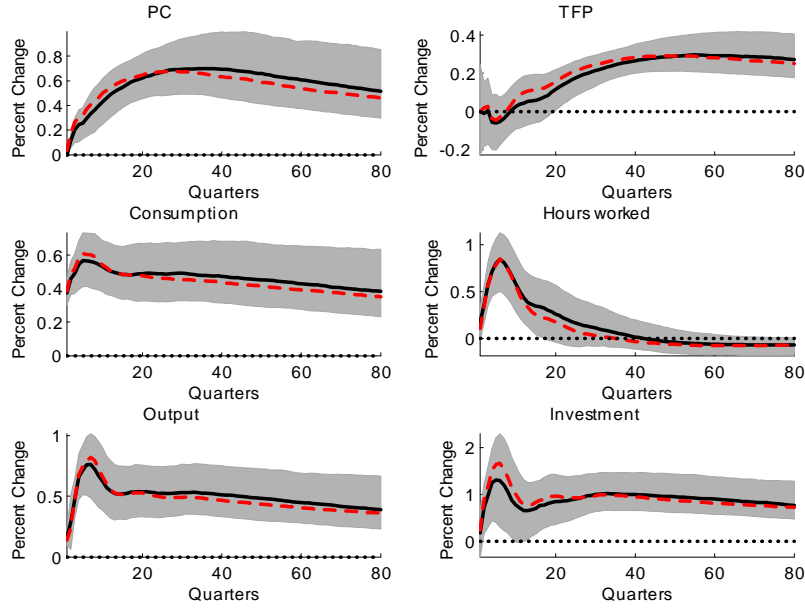 PC
Percent Change
0.8
0.6
0.4
0.2
0
20
40
60
80
Quarters
TFP
Percent Change
0.4
0.2
0
-0.2
20
40
60
80
Quarters
Consumption
Percent Change
0.6
0.4
0.2
0
20
40
60
80
Quarters
Hours worked
Percent Change
1
0.5
0
20
40
60
80
Quarters
Output
Percent Change
1
0.5
0
20
40
60
80
Quarters
Investment
Percent Change
2
1
0
20
40
60
80
Quarters